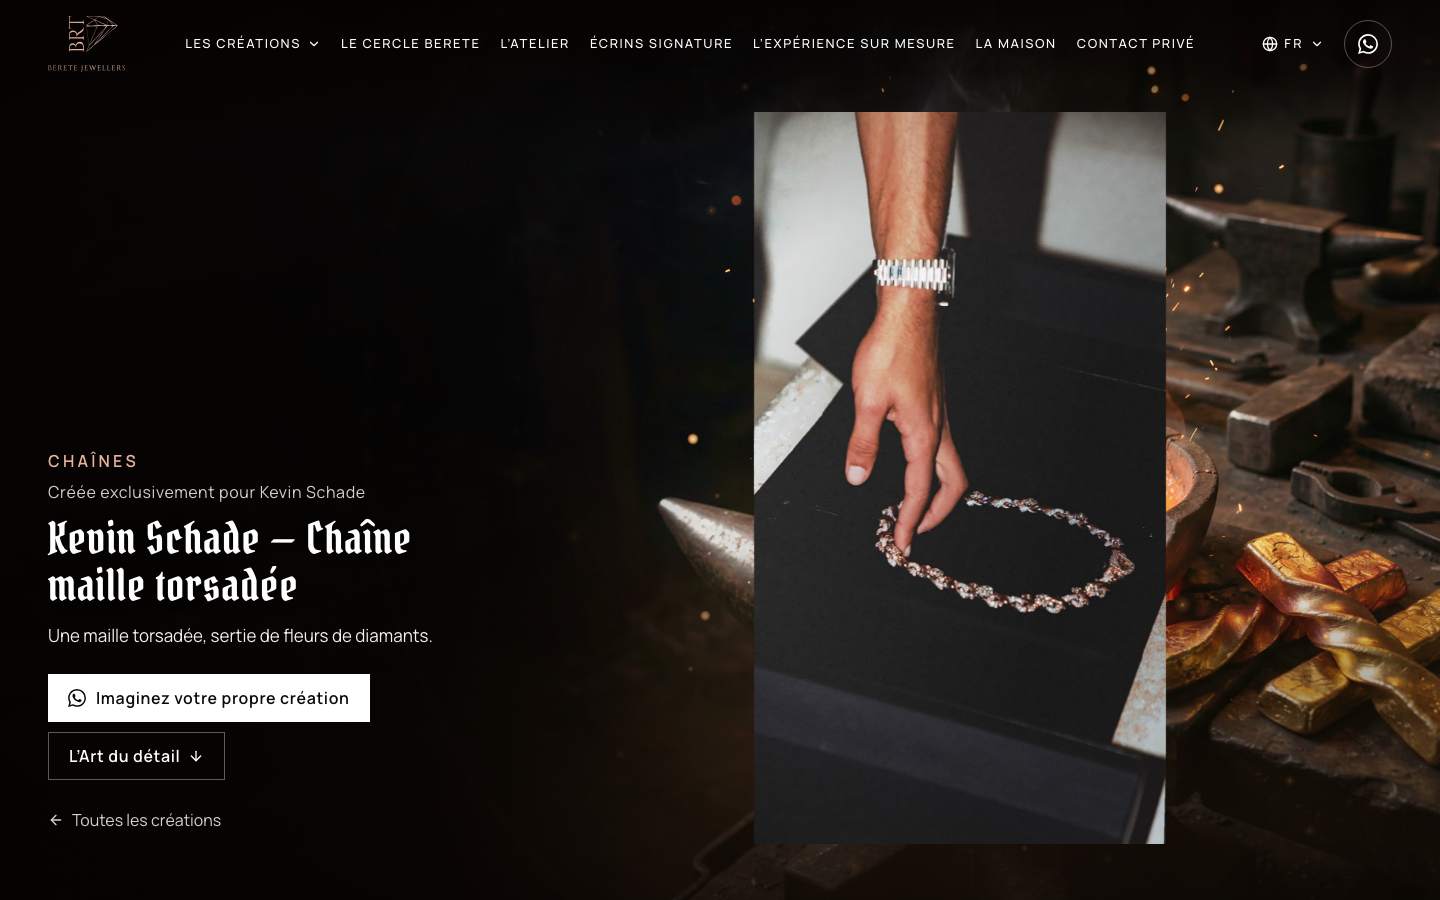 BRT
BERETE JEWELLERS
LES CRÉATIONS
LE CERCLE BERETE
L’ATELIER
ÉCRINS SIGNATURE
L’EXPÉRIENCE SUR MESURE
LA MAISON
CONTACT PRIVÉ
FR
CHAÎNES
Créée exclusivement pour Kevin Schade
Kevin Schade — Chaîne
maille torsadée
Une maille torsadée, sertie de fleurs de diamants.
Imaginez votre propre création
L’Art du détail
Toutes les créations